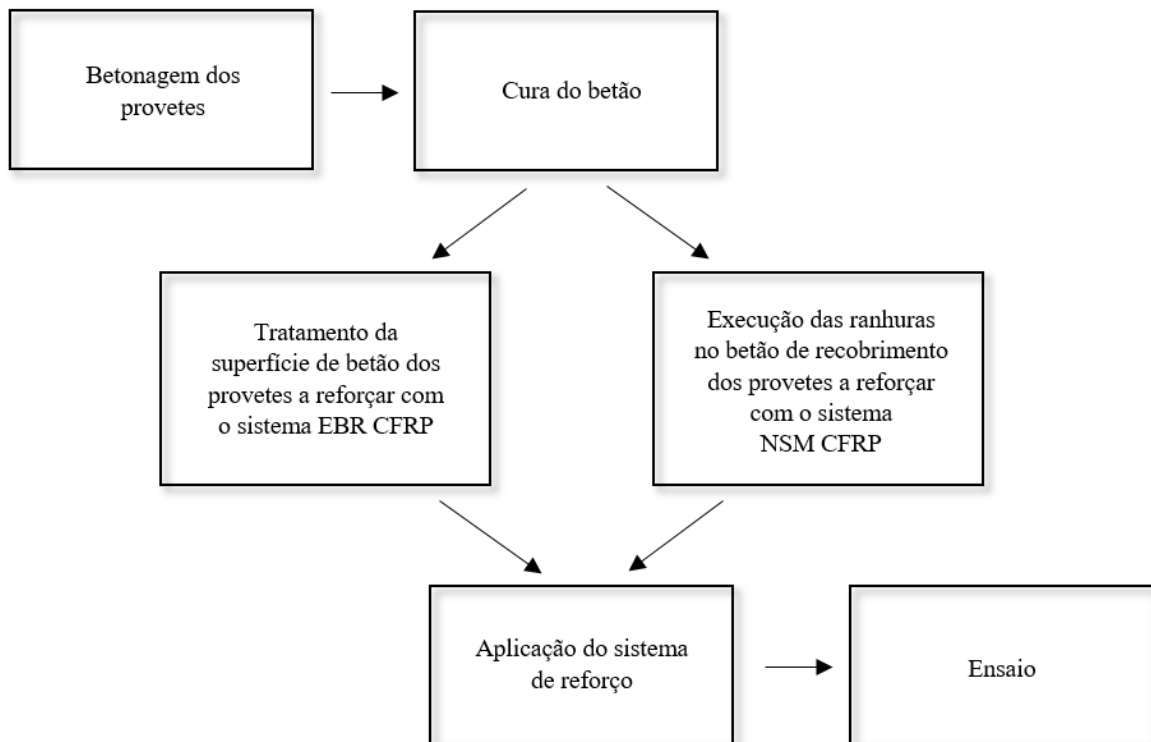 Betonagem dos
provetes
Cura do betão
Tratamento da
superfície de betão dos
provetes a reforçar com
o sistema EBR CFRP
Execução das ranhuras
no betão de recobrimento
dos provetes a reforçar
com o sistema
NSM CFRP
Aplicação do sistema
de reforço
Ensaio